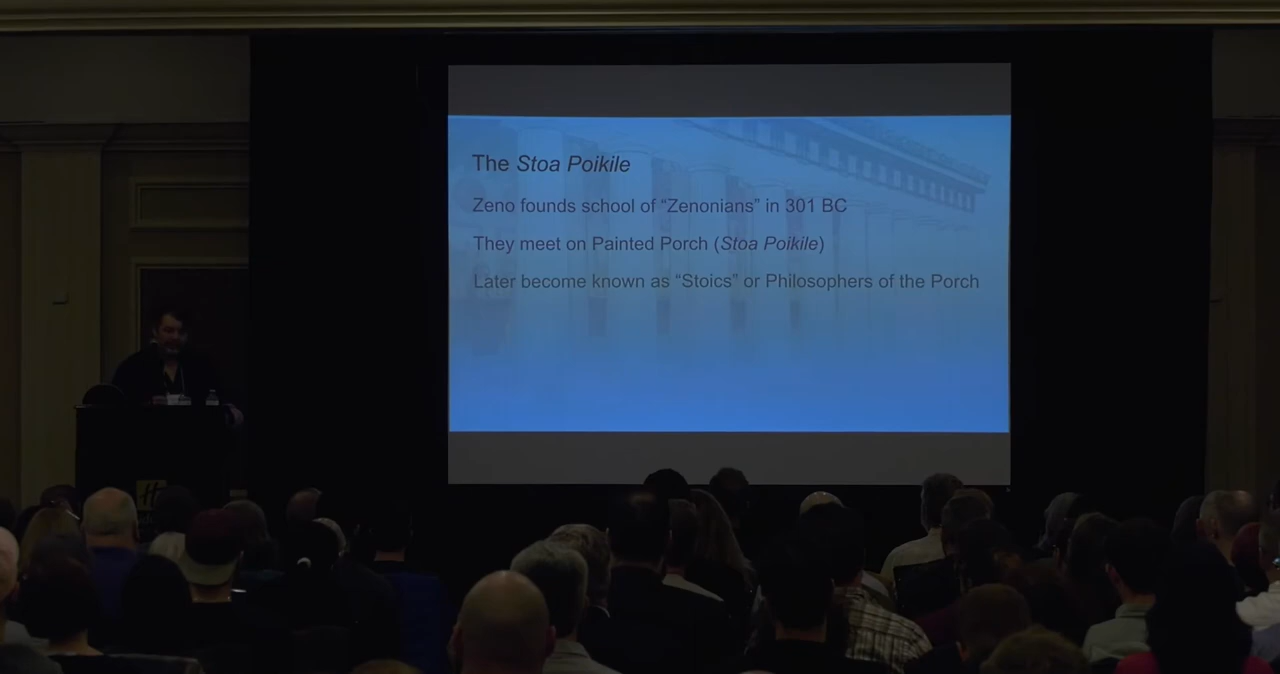 The Stoa Poikile
Zeno founds school of “Zenonians” in 301 BC
They meet on Painted Porch (Stoa Poikile)
Later become known as “Stoics” or Philosophers of the Porch
H